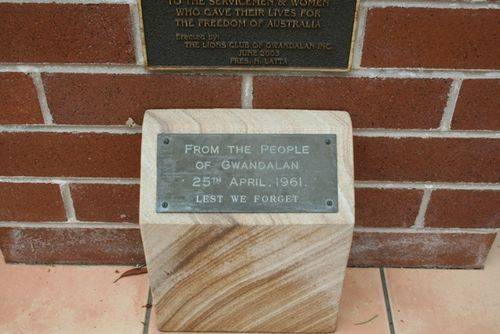 TO THE SERVICEMEN & WOMEN
WHO GAVE THEIR LIVES FOR
THE FREEDOM OF AUSTRALIA
Erected by:
THE LIONS CLUB OF GWANDALAN INC.
JUNE 2003
PRES. N. LATTA
FROM THE PEOPLE
OF GWANDALAN
25TH APRIL, 1961.
LEST WE FORGET